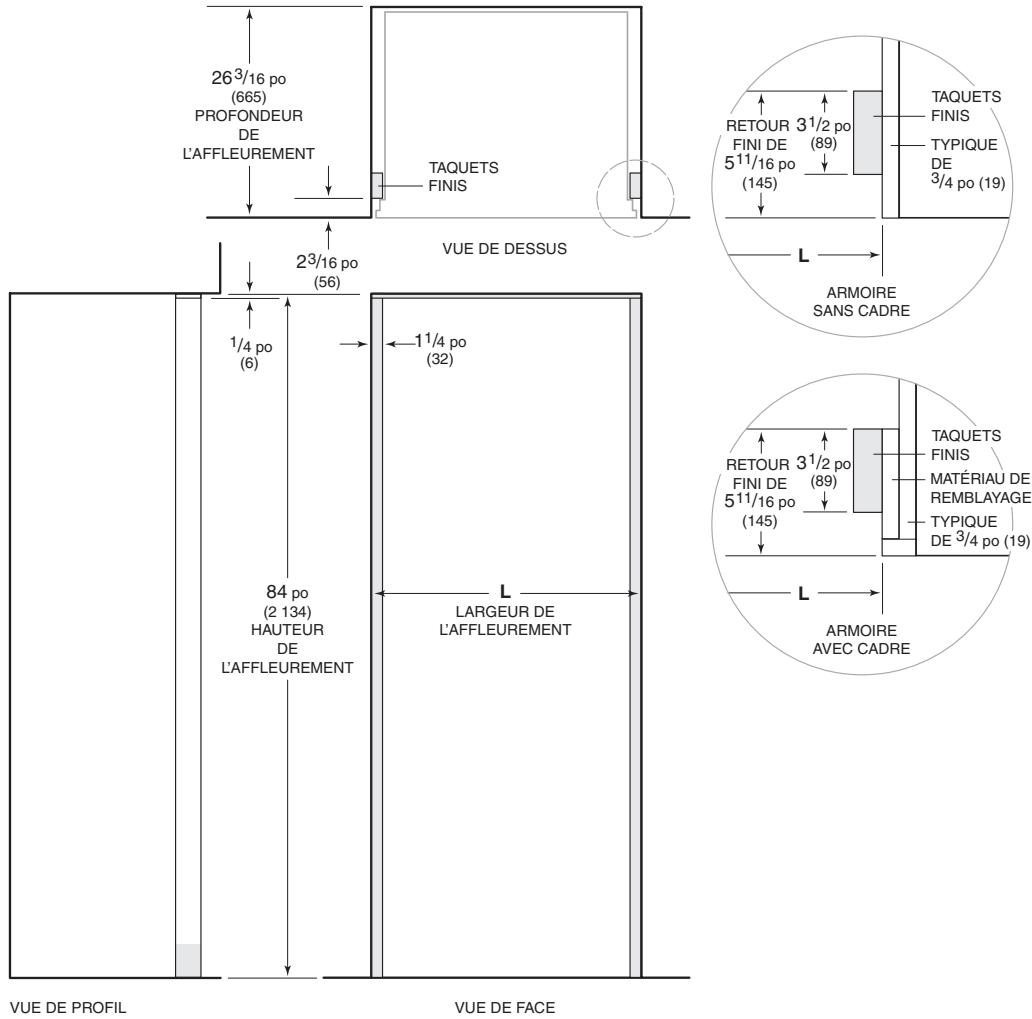 26 3/16 po
(665)
PROFONDEUR
DE
L'AFFLEUREMENT
TAQUETS
FINIS
VUE DE DESSUS
2 3/16 po
(56)
1/4 po
(6)
1 1/4 po
(32)
84 po
(2 134)
HAUTEUR
DE
L'AFFLEUREMENT
L
LARGEUR DE
L'AFFLEUREMENT
VUE DE PROFIL
VUE DE FACE
RETOUR
FINI DE
5 11/16 po
(145)
3 1/2 po
(89)
TAQUETS
FINIS
TYPIQUE
DE
3/4 po (19)
L
ARMOIRE
SANS CADRE
RETOUR
FINI DE
5 11/16 po
(145)
3 1/2 po
(89)
TAQUETS
FINIS
MATÉRIAU DE
REMBLAYAGE
TYPIQUE
DE 3/4 po (19)
L
ARMOIRE
AVEC CADRE